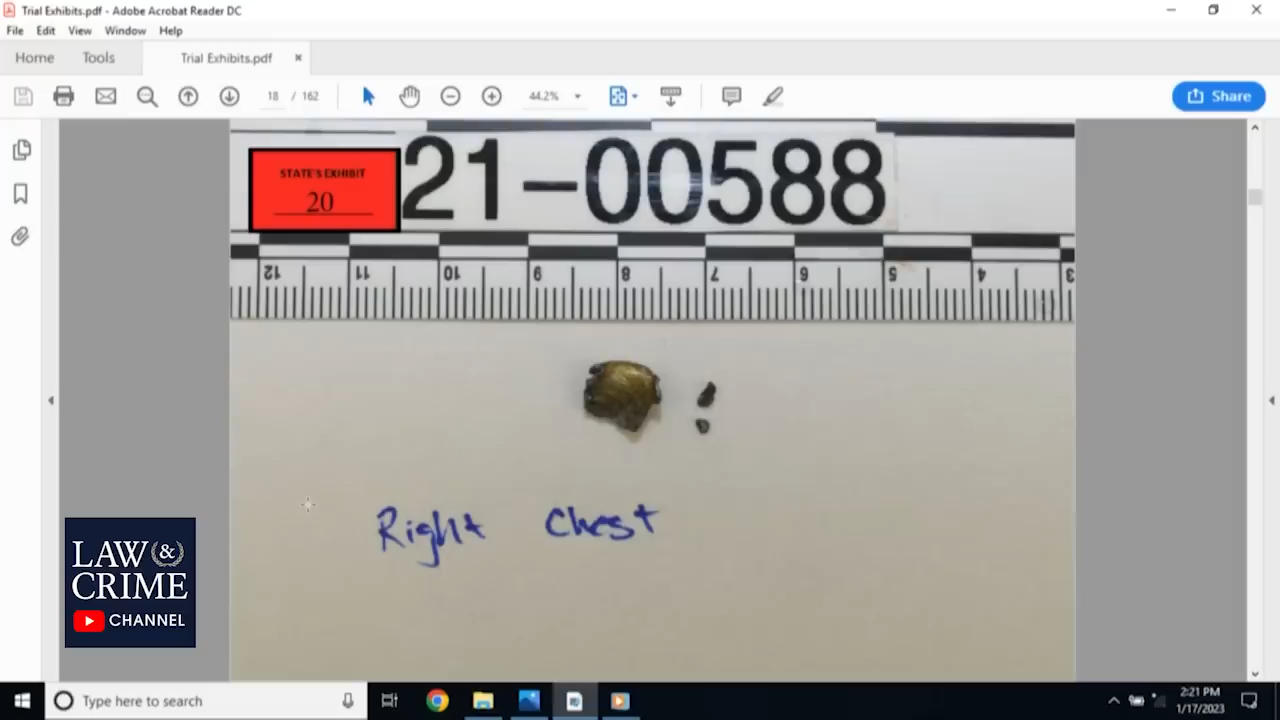 Trial Exhibits.pdf - Adobe Acrobat Reader DC
File Edit View Window Help
Home Tools Trial Exhibits.pdf
18 / 162 44.2% Share
STATE'S EXHIBIT
20
21-00588
12 11 10 9 8 7 6 5 4 3
Right Chest
LAW &
CRIME
CHANNEL
Type here to search
2:21 PM
1/17/2023